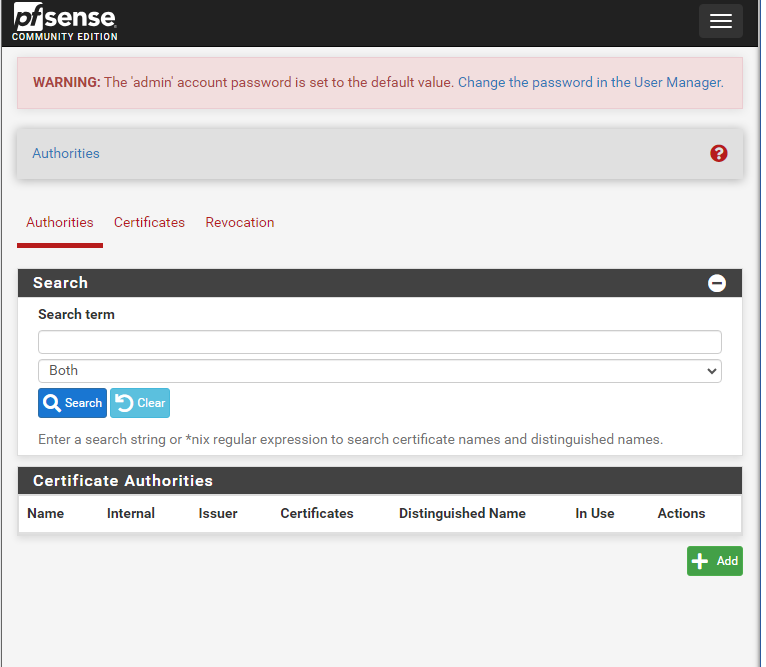 pfsense
COMMUNITY EDITION
WARNING: The 'admin' account password is set to the default value. Change the password in the User Manager.
Authorities
Authorities Certificates Revocation
Search
Search term
Both
Search Clear
Enter a search string or *nix regular expression to search certificate names and distinguished names.
Certificate Authorities
Name Internal Issuer Certificates Distinguished Name In Use Actions
Add